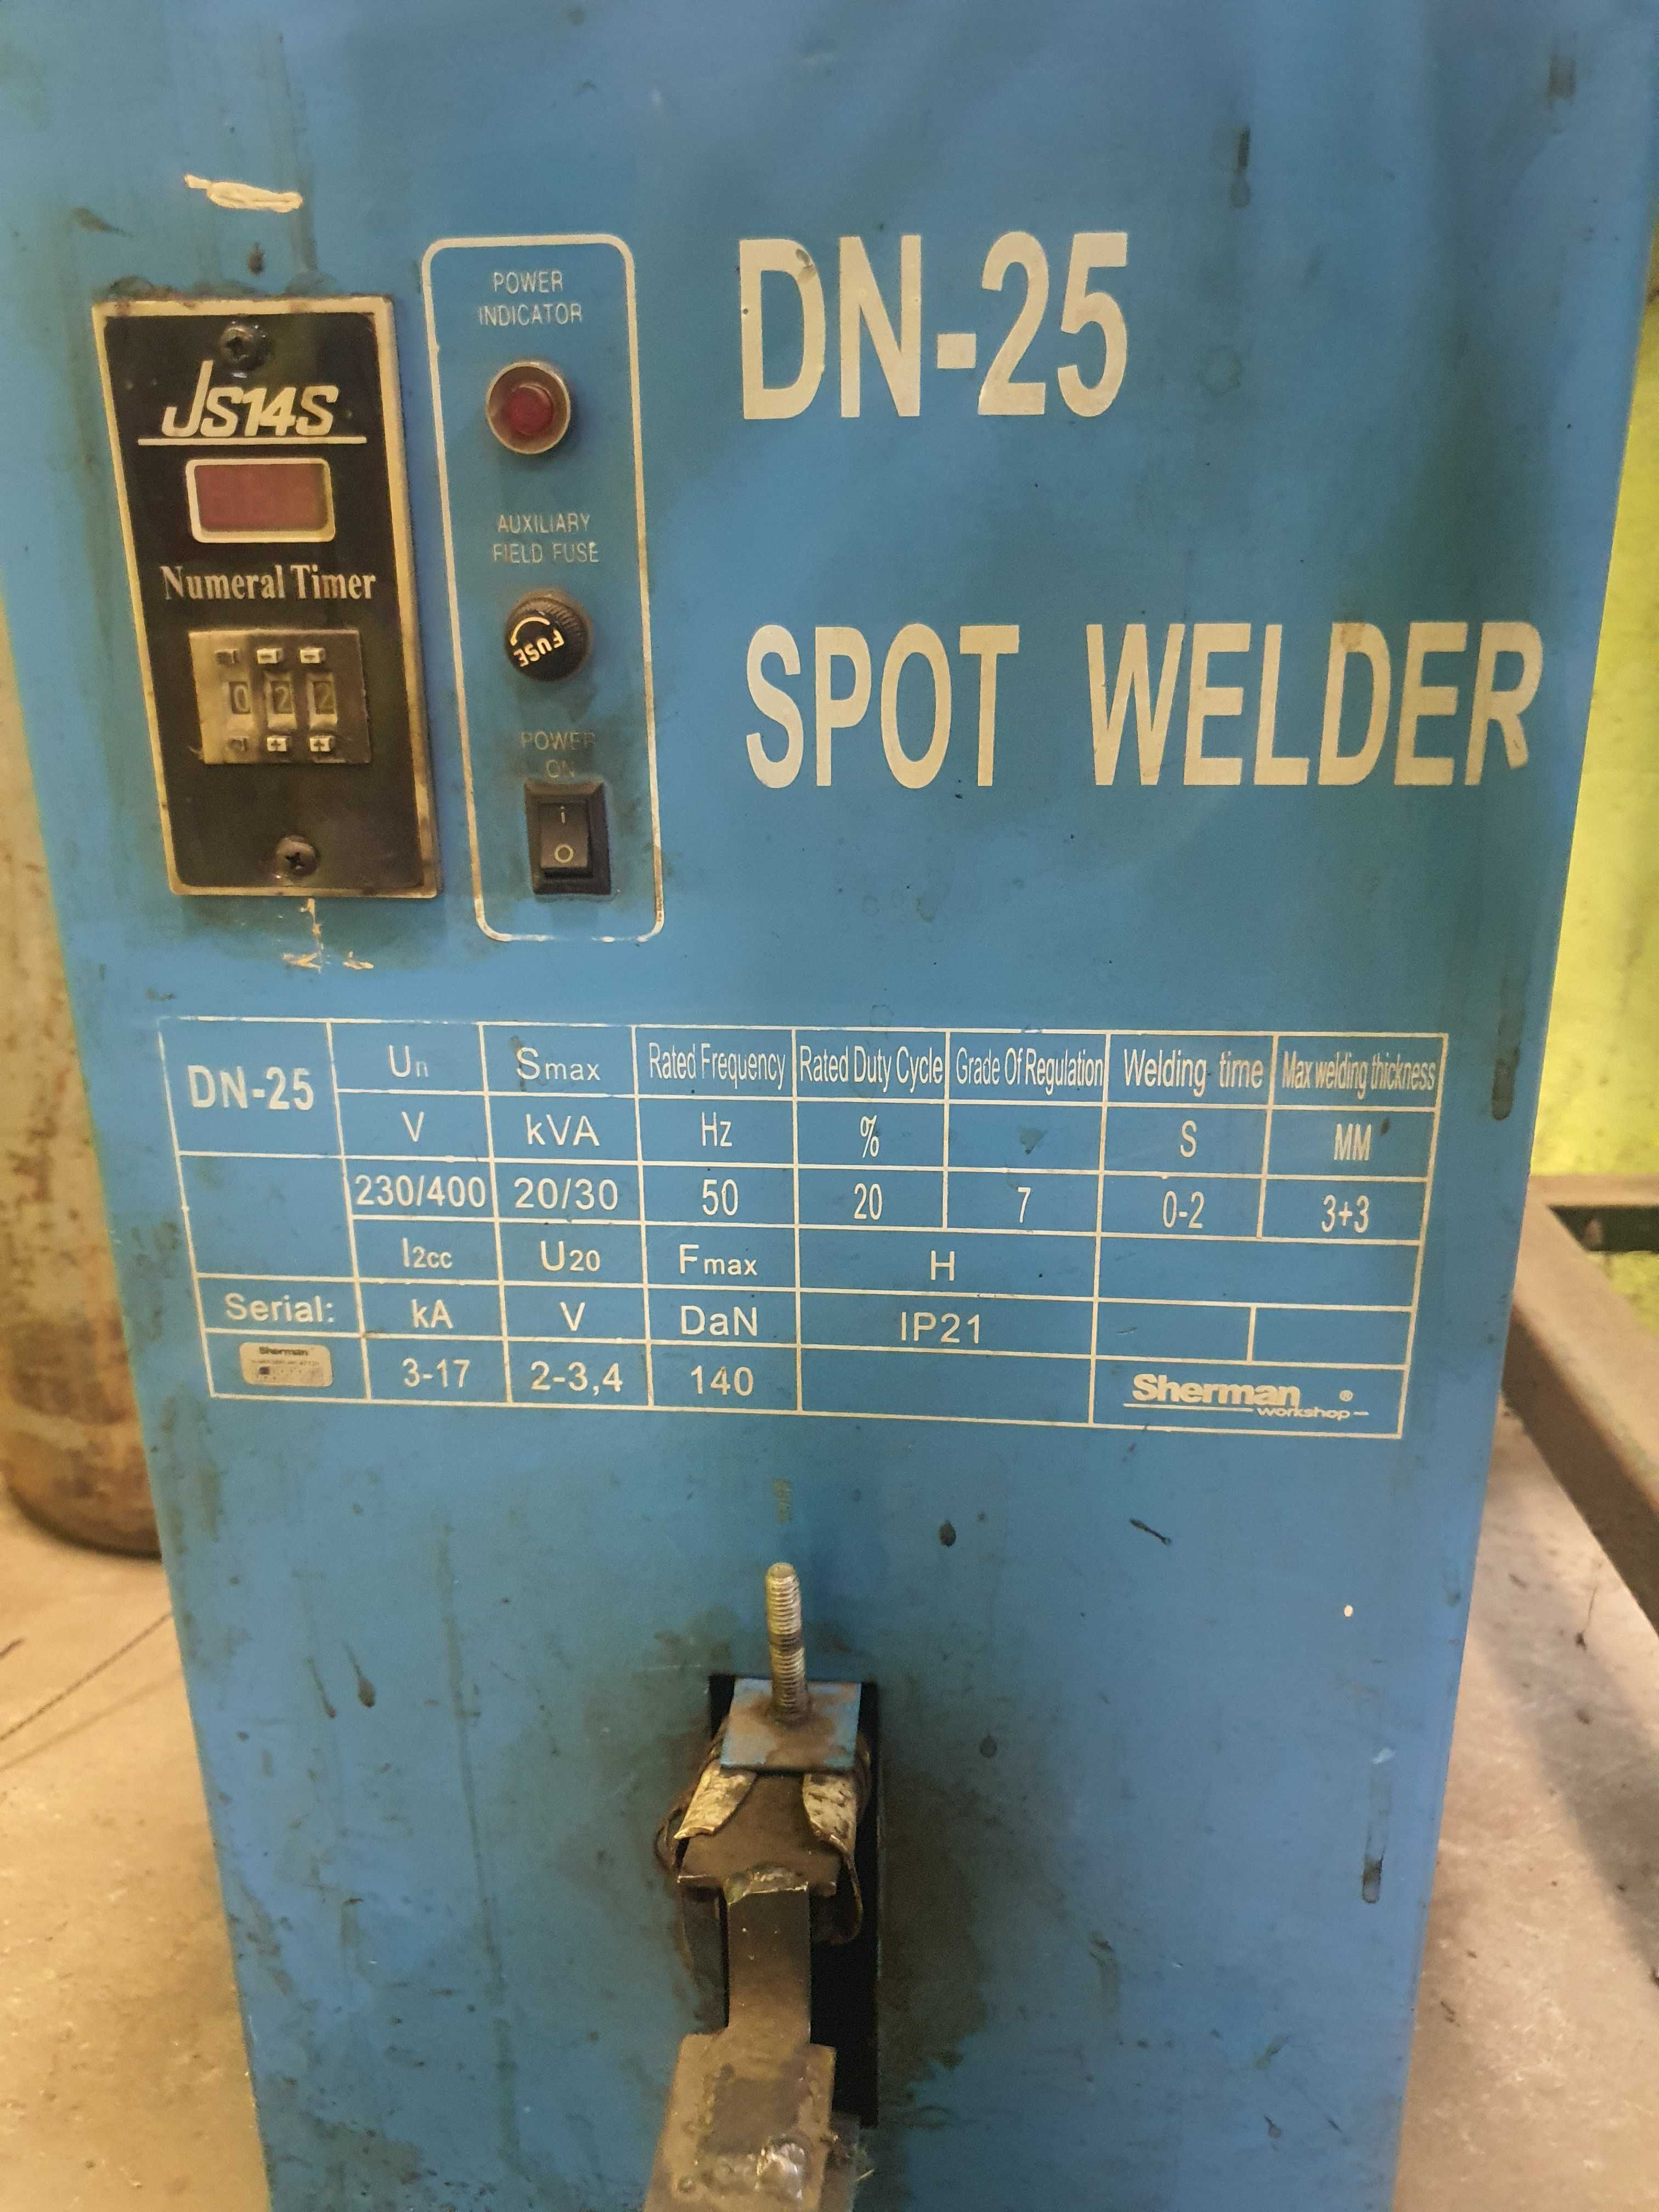 DN-25
SPOT WELDER
JS14S
Numeral Timer
0 2 2
POWER
INDICATOR
AUXILIARY
FIELD FUSE
FUSE
POWER
ON
I
O
DN-25 Un Smax Rated Frequency Rated Duty Cycle Grade Of Regulation Welding time Max welding thickness
V kVA Hz % S MM
230/400 20/30 50 20 7 0-2 3+3
I2cc U20 Fmax H
Serial: kA V DaN IP21
Sherman 3-17 2-3,4 140 Sherman ®
workshop